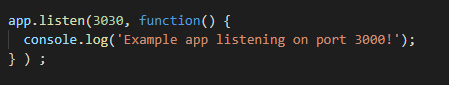 app.listen(3030, function() {
  console.log('Example app listening on port 3000!');
} ) ;